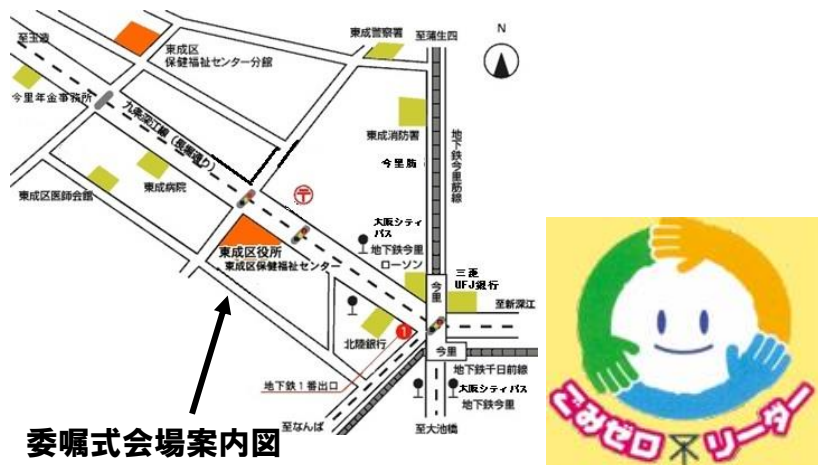 至玉造
東成区
保健福祉センター分館
東成警察署
至蒲生四
N
今里年金事務所
九条深江線（長堀通り）
東成消防署
今里筋
地下鉄今里筋線
東成区医師会館
東成病院
〒
大阪シティ
バス
地下鉄今里
ローソン
東成区役所
東成区保健福祉センター
三菱
UFJ銀行
今里
至新深江
1
北陸銀行
今里
地下鉄千日前線
地下鉄1番出口
大阪シティバス
地下鉄今里
至なんば
至大池橋
委嘱式会場案内図
ごみゼロ
リーダー